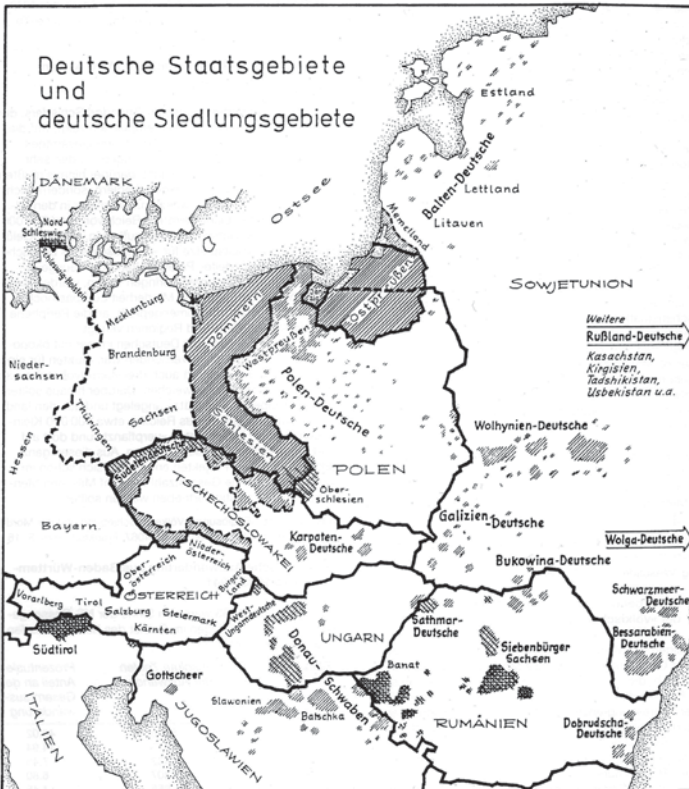 Deutsche Staatsgebiete
und
deutsche Siedlungsgebiete
Estland
Balten-Deutsche
Lettland
Litauen
DÄNEMARK
Ostsee
Memelland
Nord-
Schleswig
Schleswig-Holstein
Mecklenburg
Pommern
Ostpreußen
SOWJETUNION
Westpreußen
Brandenburg
Nieder-
sachsen
Weitere
Rußland-Deutsche
Kasachstan,
Kirgisien,
Tadshikistan,
Usbekistan u.a.
Polen-Deutsche
Hessen
Thüringen
Sachsen
Schlesien
Wolhynien-Deutsche
Sudetendeutsche
POLEN
Ober-
schlesien
TSCHECHOSLOWAKEI
Bayern
Galizien-
Deutsche
Karpaten-
Deutsche
Wolga-Deutsche
Bukowina-Deutsche
Ober-
österreich
Nieder-
österreich
Burgen-
Land
ÖSTERREICH
West-
Ungarndeutsche
Vorarlberg
Tirol
Salzburg
Steiermark
Kärnten
Südtirol
UNGARN
Sathmar-
Deutsche
Siebenbürger
Sachsen
Schwarzmeer-
Deutsche
Bessarabien-
Deutsche
Donau-Schwaben
Banat
Gottscheer
Slawonien
Batschka
RUMÄNIEN
Dobrudscha-
Deutsche
ITALIEN
JUGOSLAWIEN